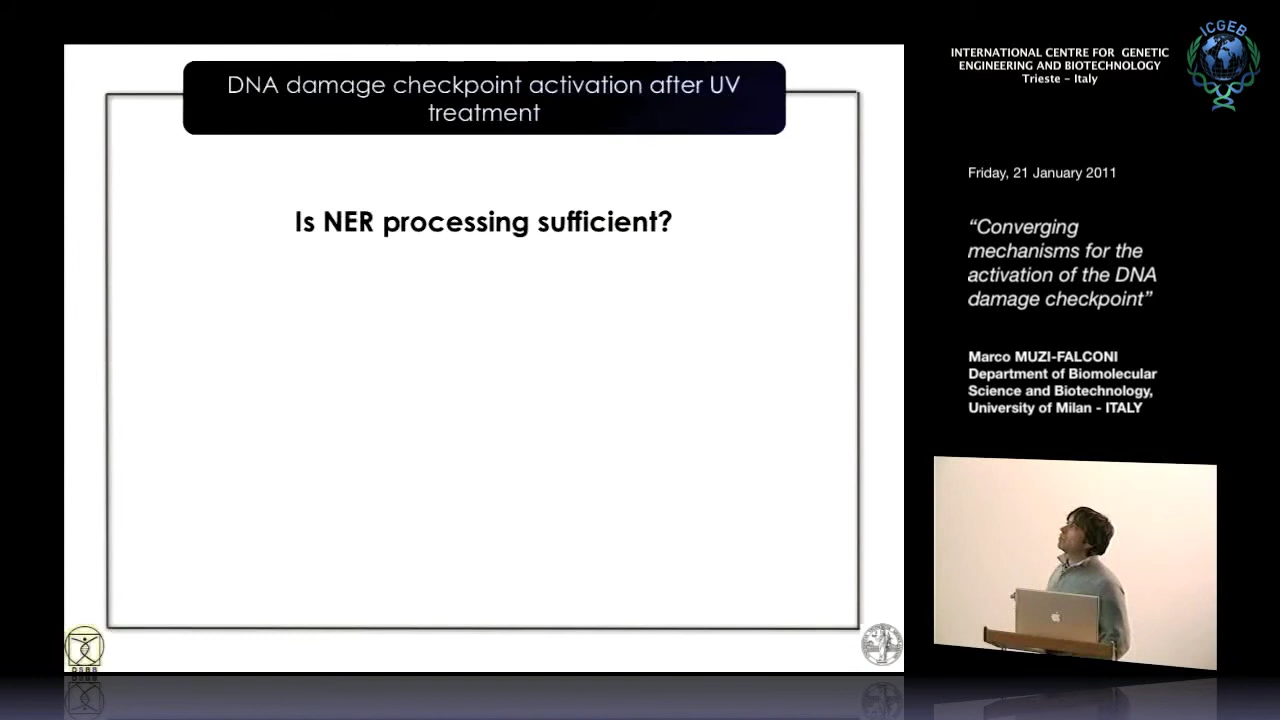 DNA damage checkpoint activation after UV
treatment
Is NER processing sufficient?
DSBB
ICGEB
INTERNATIONAL CENTRE FOR GENETIC
ENGINEERING AND BIOTECHNOLOGY
Trieste - Italy
Friday, 21 January 2011
“Converging
mechanisms for the
activation of the DNA
damage checkpoint”
Marco MUZI-FALCONI
Department of Biomolecular
Science and Biotechnology,
University of Milan - ITALY